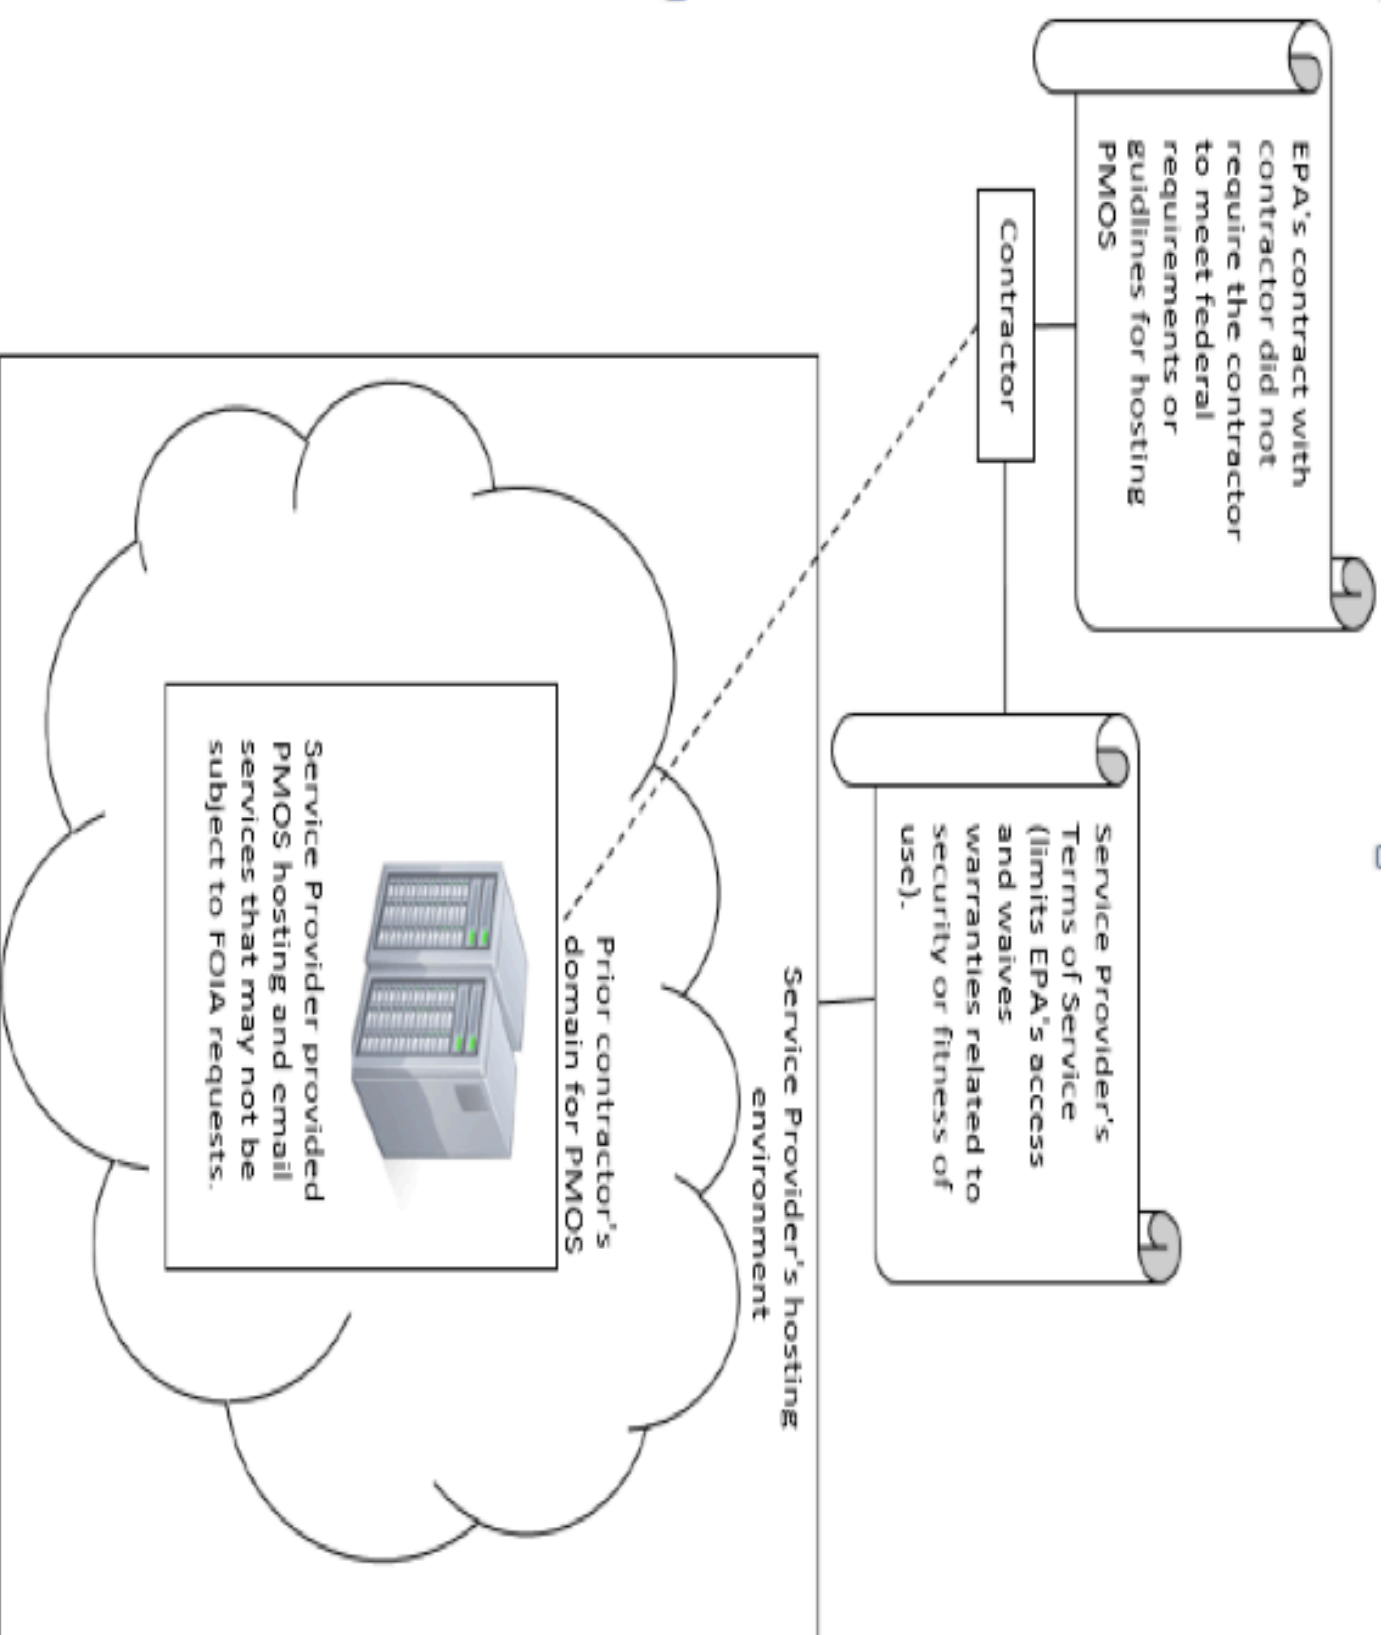 EPA's contract with
contractor did not
require the contractor
to meet federal
requirements or
guidlines for hosting
PMOS
Contractor
Service Provider's
Terms of Service
(limits EPA's access
and waives
warranties related to
security or fitness of
use).
Service Provider's hosting
environment
Prior contractor's
domain for PMOS
Service Provider provided
PMOS hosting and email
services that may not be
subject to FOIA requests.